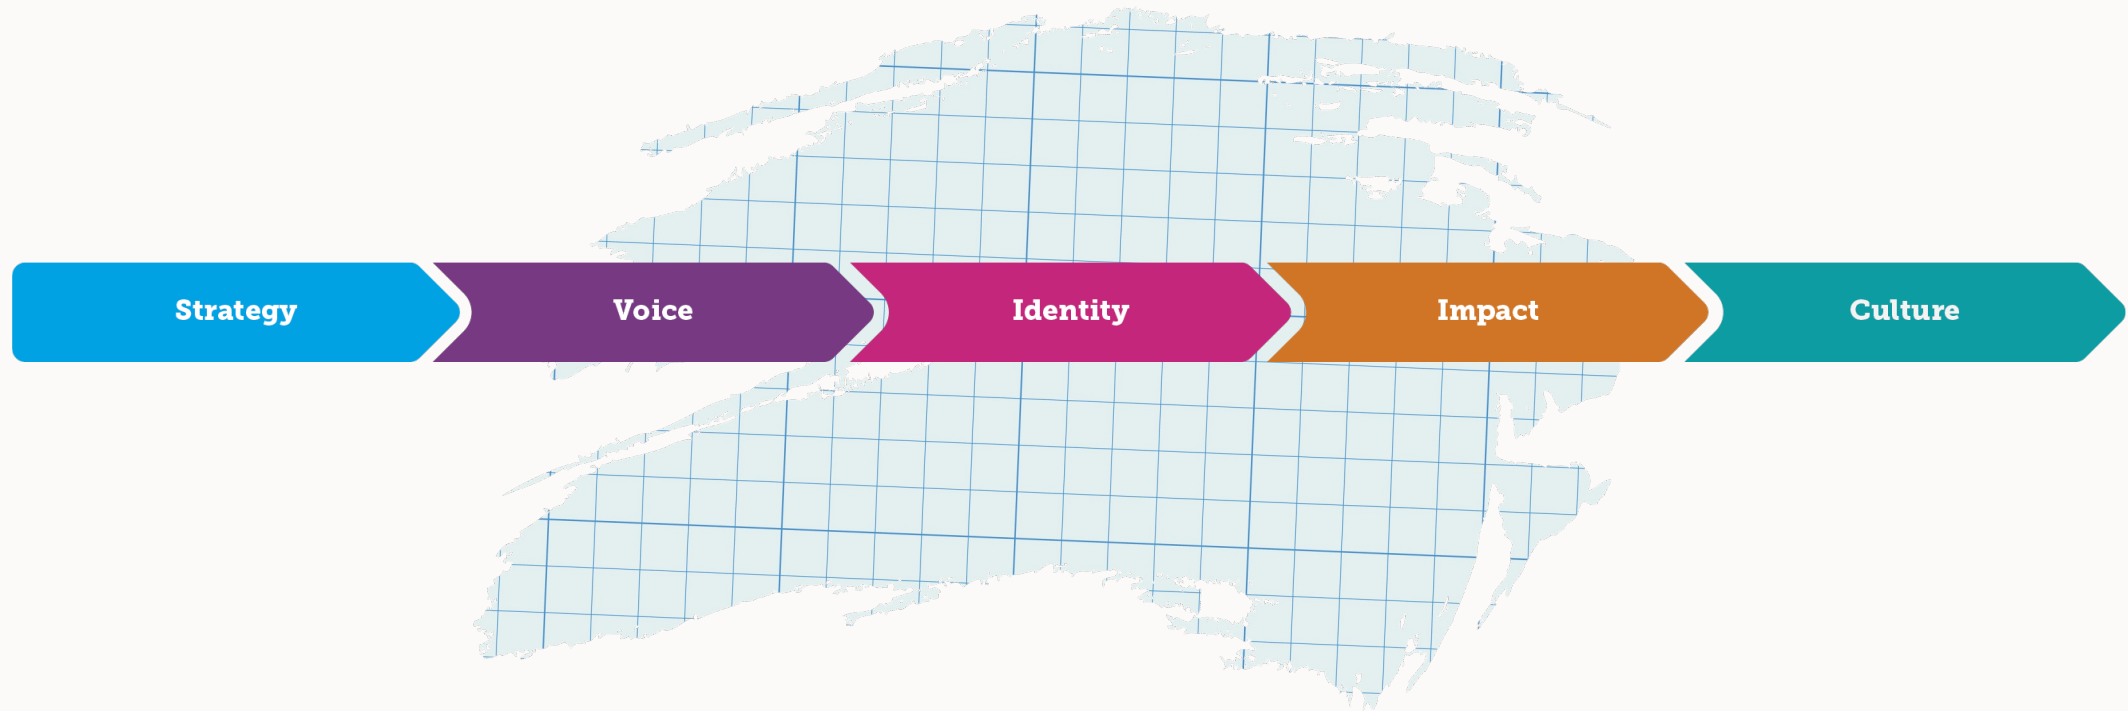 Strategy
Voice
Identity
Impact
Culture